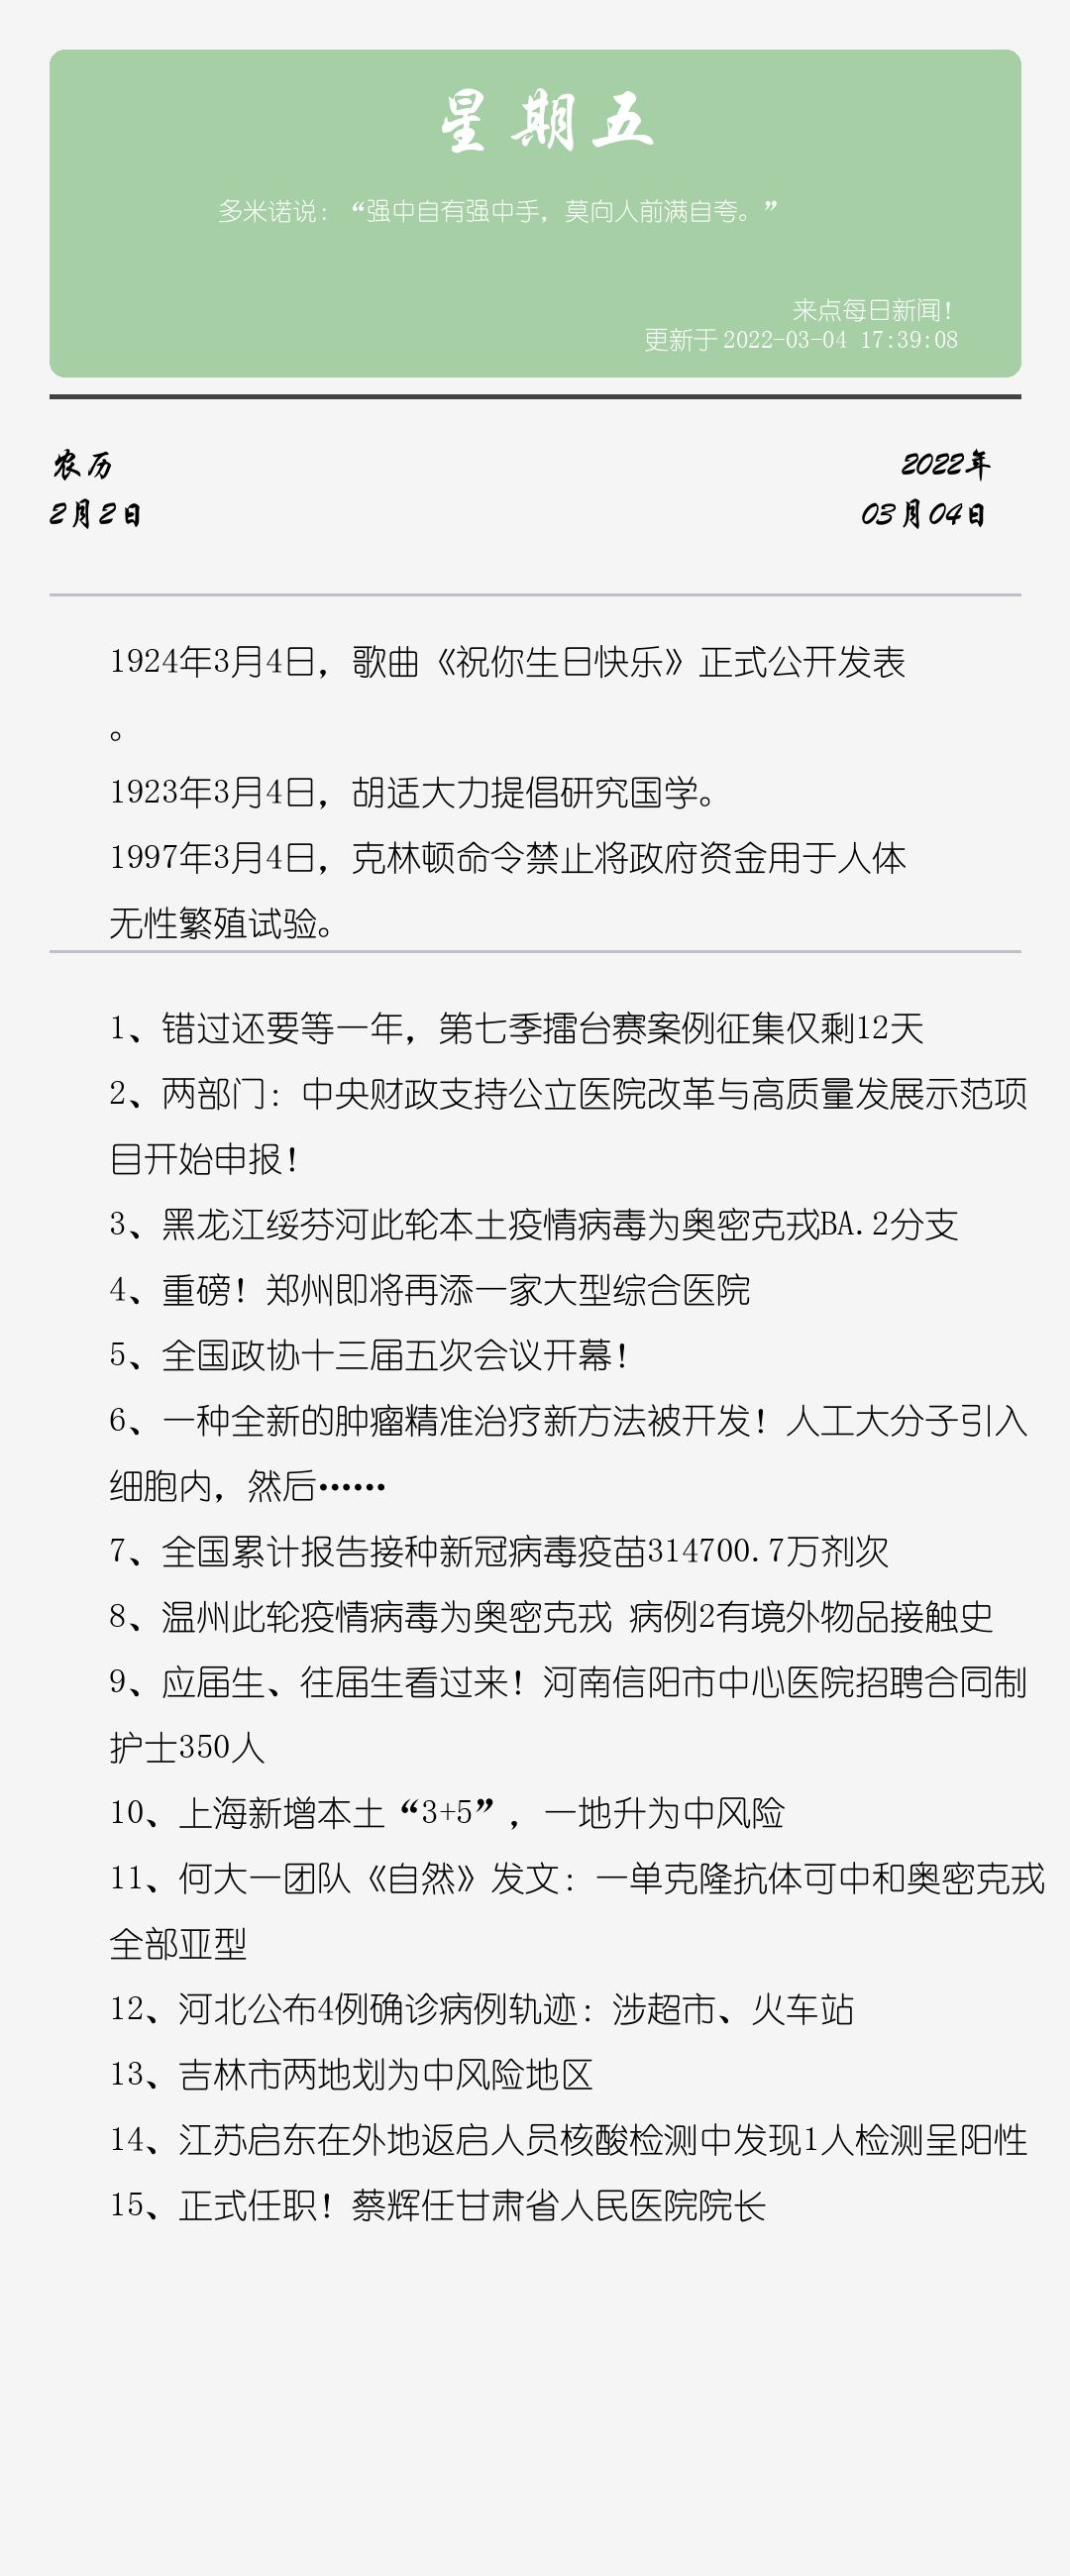 星期五
多米诺说：“强中自有强中手，莫向人前满自夸。”
来点每日新闻！
更新于2022-03-04 17:39:08
农历
2022年
2月2日
03月04日
1924年3月4日，歌曲《祝你生日快乐》正式公开发表
。
1923年3月4日，胡适大力提倡研究国学。
1997年3月4日，克林顿命令禁止将政府资金用于人体
无性繁殖试验。
1、错过还要等一年，第七季擂台赛案例征集仅剩12天
2、两部门：中央财政支持公立医院改革与高质量发展示范项
目开始申报！
3、黑龙江绥芬河此轮本土疫情病毒为奥密克戎BA.2分支
4、重磅！郑州即将再添一家大型综合医院
5、全国政协十三届五次会议开幕！
6、一种全新的肿瘤精准治疗新方法被开发！人工大分子引入
细胞内，然后……
7、全国累计报告接种新冠病毒疫苗314700.7万剂次
8、温州此轮疫情病毒为奥密克戎 病例2有境外物品接触史
9、应届生、往届生看过来！河南信阳市中心医院招聘合同制
护士350人
10、上海新增本土“3+5”，一地升为中风险
11、何大一团队《自然》发文：一单克隆抗体可中和奥密克戎
全部亚型
12、河北公布4例确诊病例轨迹：涉超市、火车站
13、吉林市两地划为中风险地区
14、江苏启东在外地返启人员核酸检测中发现1人检测呈阳性
15、正式任职！蔡辉任甘肃省人民医院院长